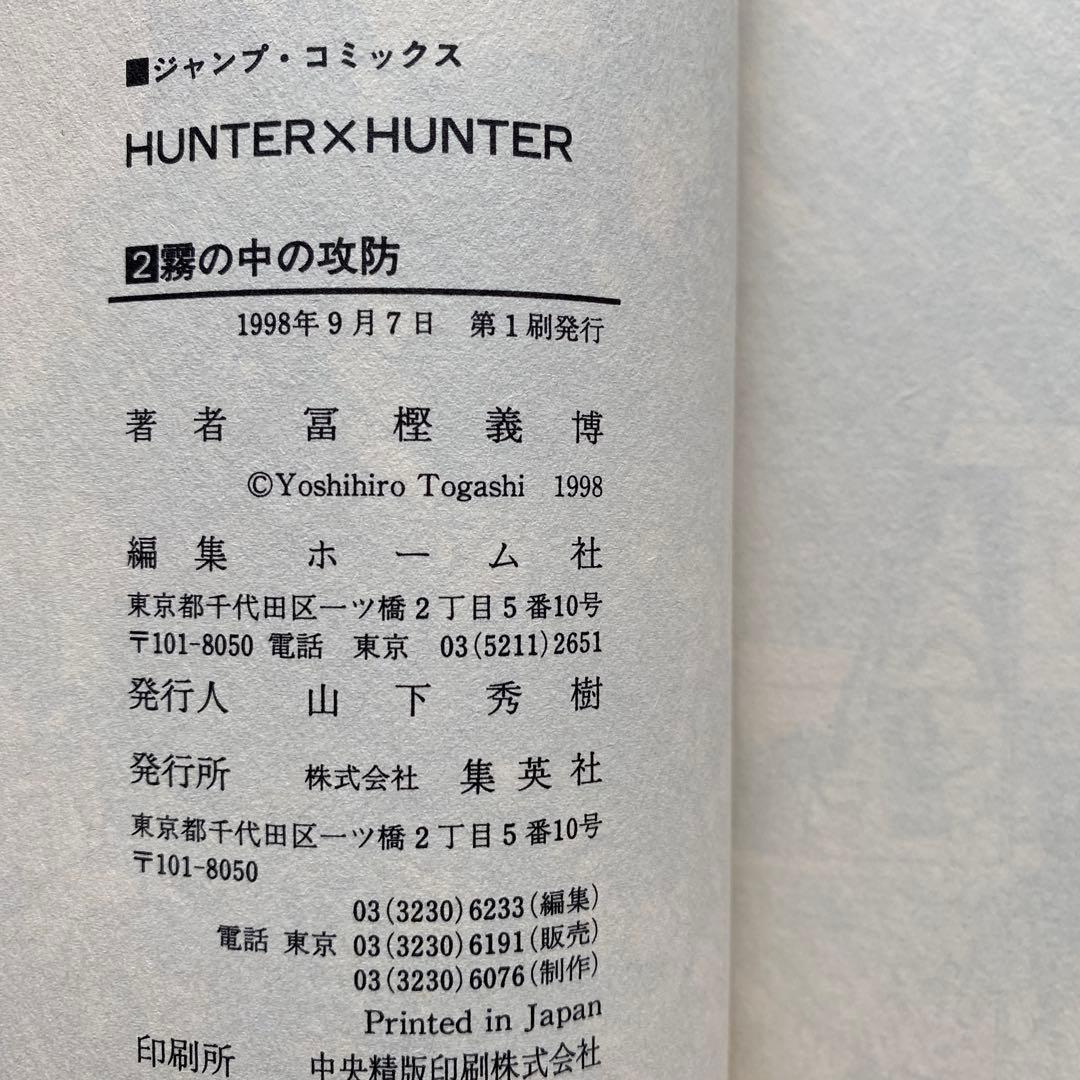 ■ジャンプ・コミックス
HUNTER×HUNTER
2霧の中の攻防
1998年9月7日 第1刷発行
著者 冨樫義博
©Yoshihiro Togashi 1998
編集 ホーム社
東京都千代田区一ツ橋2丁目5番10号
〒101-8050 電話 東京 03(5211)2651
発行人 山下秀樹
発行所 株式会社 集英社
東京都千代田区一ツ橋2丁目5番10号
〒101-8050
03(3230)6233(編集)
電話 東京 03(3230)6191(販売)
03(3230)6076(制作)
Printed in Japan
印刷所 中央精版印刷株式会社